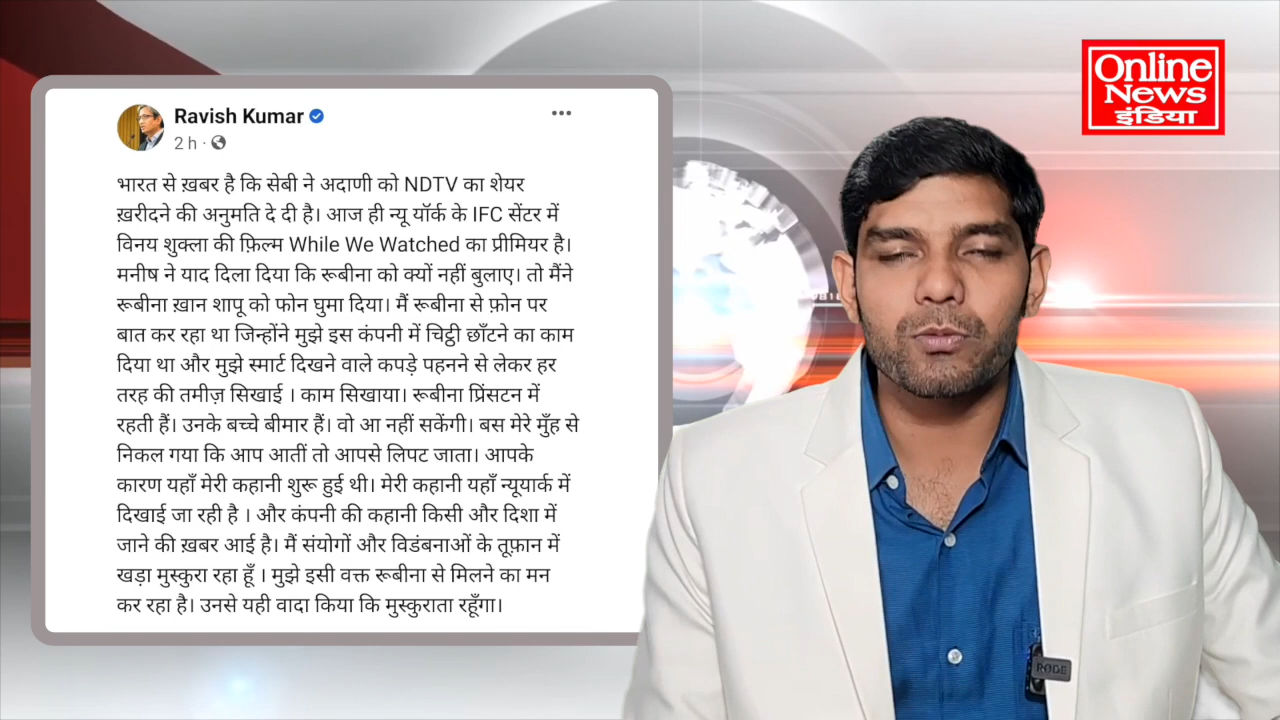 Ravish Kumar
2 h
भारत से ख़बर है कि सेबी ने अदाणी को NDTV का शेयर
ख़रीदने की अनुमति दे दी है। आज ही न्यू यॉर्क के IFC सेंटर में
विनय शुक्ला की फ़िल्म While We Watched का प्रीमियर है।
मनीष ने याद दिला दिया कि रूबीना को क्यों नहीं बुलाए। तो मैंने
रूबीना ख़ान शापू को फोन घुमा दिया। मैं रूबीना से फ़ोन पर
बात कर रहा था जिन्होंने मुझे इस कंपनी में चिट्ठी छाँटने का काम
दिया था और मुझे स्मार्ट दिखने वाले कपड़े पहनने से लेकर हर
तरह की तमीज़ सिखाई । काम सिखाया। रूबीना प्रिंसटन में
रहती हैं। उनके बच्चे बीमार हैं। वो आ नहीं सकेंगी। बस मेरे मुँह से
निकल गया कि आप आतीं तो आपसे लिपट जाता। आपके
कारण यहाँ मेरी कहानी शुरू हुई थी। मेरी कहानी यहाँ न्यूयार्क में
दिखाई जा रही है । और कंपनी की कहानी किसी और दिशा में
जाने की ख़बर आई है। मैं संयोगों और विडंबनाओं के तूफ़ान में
खड़ा मुस्कुरा रहा हूँ । मुझे इसी वक्त रूबीना से मिलने का मन
कर रहा है। उनसे यही वादा किया कि मुस्कुराता रहूँगा।
Online
News
इंडिया
RØDE